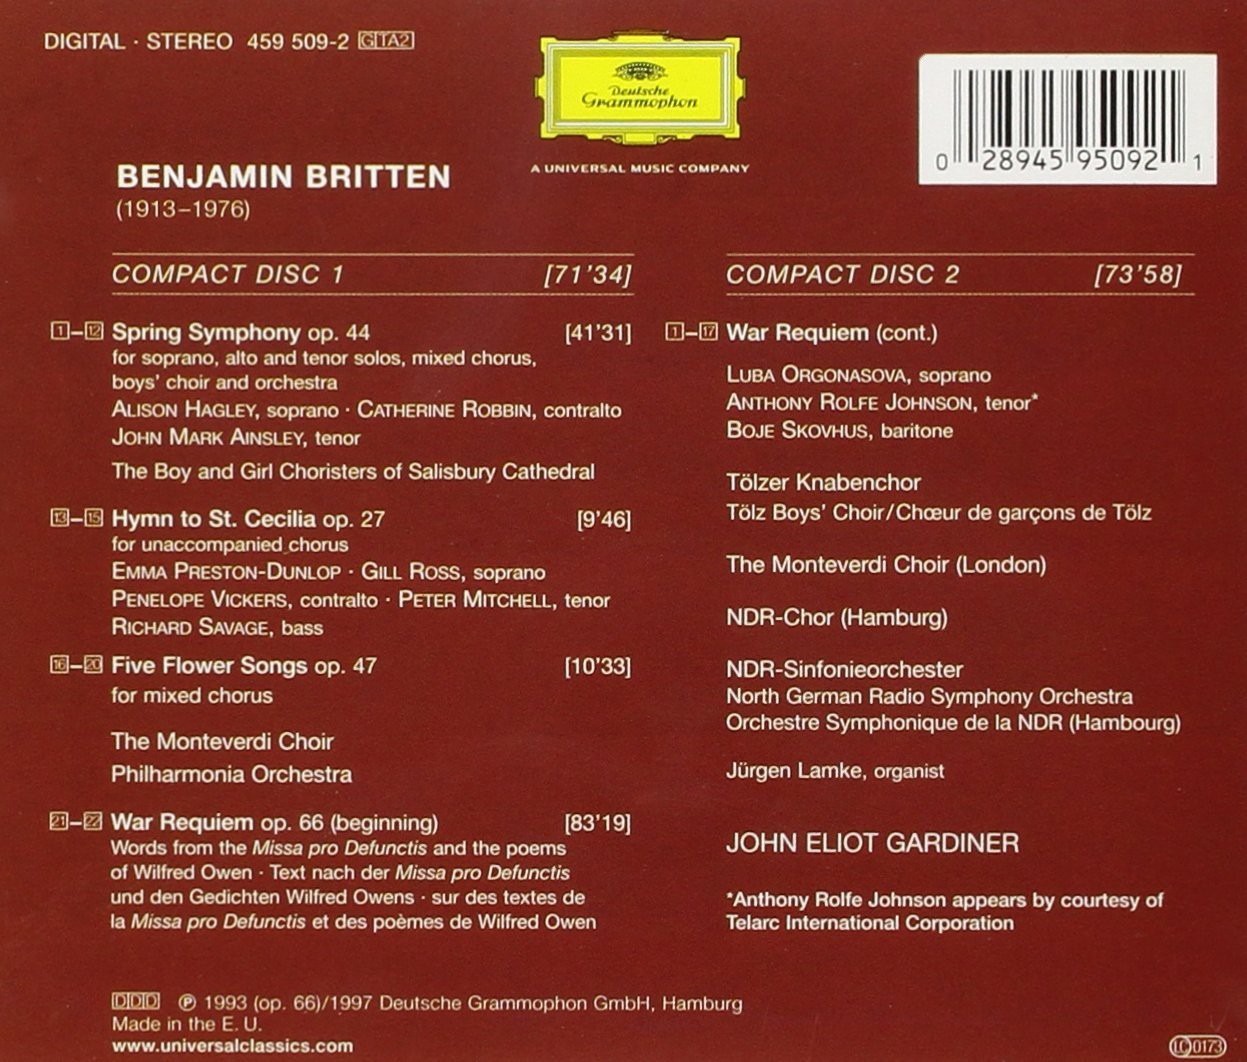 DIGITAL · STEREO 459 509-2 GTA2
Deutsche
Grammophon
A UNIVERSAL MUSIC COMPANY
0 28945 95092 1
BENJAMIN BRITTEN
(1913–1976)
COMPACT DISC 1 [71'34]
1–12 Spring Symphony op. 44 [41'31]
for soprano, alto and tenor solos, mixed chorus,
boys' choir and orchestra
ALISON HAGLEY, soprano · CATHERINE ROBBIN, contralto
JOHN MARK AINSLEY, tenor
The Boy and Girl Choristers of Salisbury Cathedral
13–15 Hymn to St. Cecilia op. 27 [9'46]
for unaccompanied chorus
EMMA PRESTON-DUNLOP · GILL ROSS, soprano
PENELOPE VICKERS, contralto · PETER MITCHELL, tenor
RICHARD SAVAGE, bass
16–20 Five Flower Songs op. 47 [10'33]
for mixed chorus
The Monteverdi Choir
Philharmonia Orchestra
21–22 War Requiem op. 66 (beginning) [83'19]
Words from the Missa pro Defunctis and the poems
of Wilfred Owen · Text nach der Missa pro Defunctis
und den Gedichten Wilfred Owens · sur des textes de
la Missa pro Defunctis et des poèmes de Wilfred Owen
COMPACT DISC 2 [73'58]
1–17 War Requiem (cont.)
LUBA ORGONASOVA, soprano
ANTHONY ROLFE JOHNSON, tenor*
BOJE SKOVHUS, baritone
Tölzer Knabenchor
Tölz Boys' Choir/Chœur de garçons de Tölz
The Monteverdi Choir (London)
NDR-Chor (Hamburg)
NDR-Sinfonieorchester
North German Radio Symphony Orchestra
Orchestre Symphonique de la NDR (Hambourg)
Jürgen Lamke, organist
JOHN ELIOT GARDINER
*Anthony Rolfe Johnson appears by courtesy of
Telarc International Corporation
DDD ℗ 1993 (op. 66)/1997 Deutsche Grammophon GmbH, Hamburg
Made in the E. U.
www.universalclassics.com
LC 0173